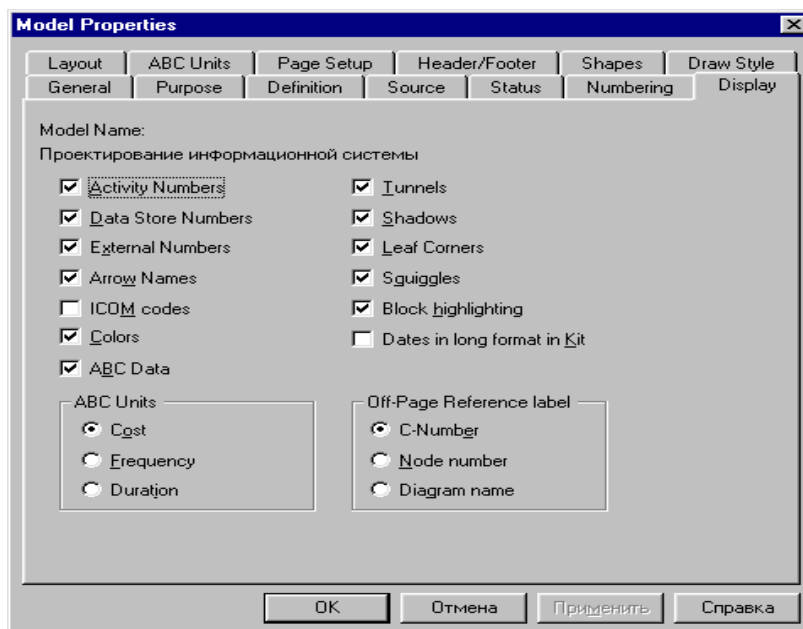 Model Properties
Layout ABC Units Page Setup Header/Footer Shapes Draw Style
General Purpose Definition Source Status Numbering Display
Model Name:
Проектирование информационной системы
Activity Numbers
Data Store Numbers
External Numbers
Arrow Names
ICOM codes
Colors
ABC Data
Tunnels
Shadows
Leaf Corners
Squiggles
Block highlighting
Dates in long format in Kit
ABC Units
Cost
Frequency
Duration
Off-Page Reference label
C-Number
Node number
Diagram name
OK Отмена Применить Справка